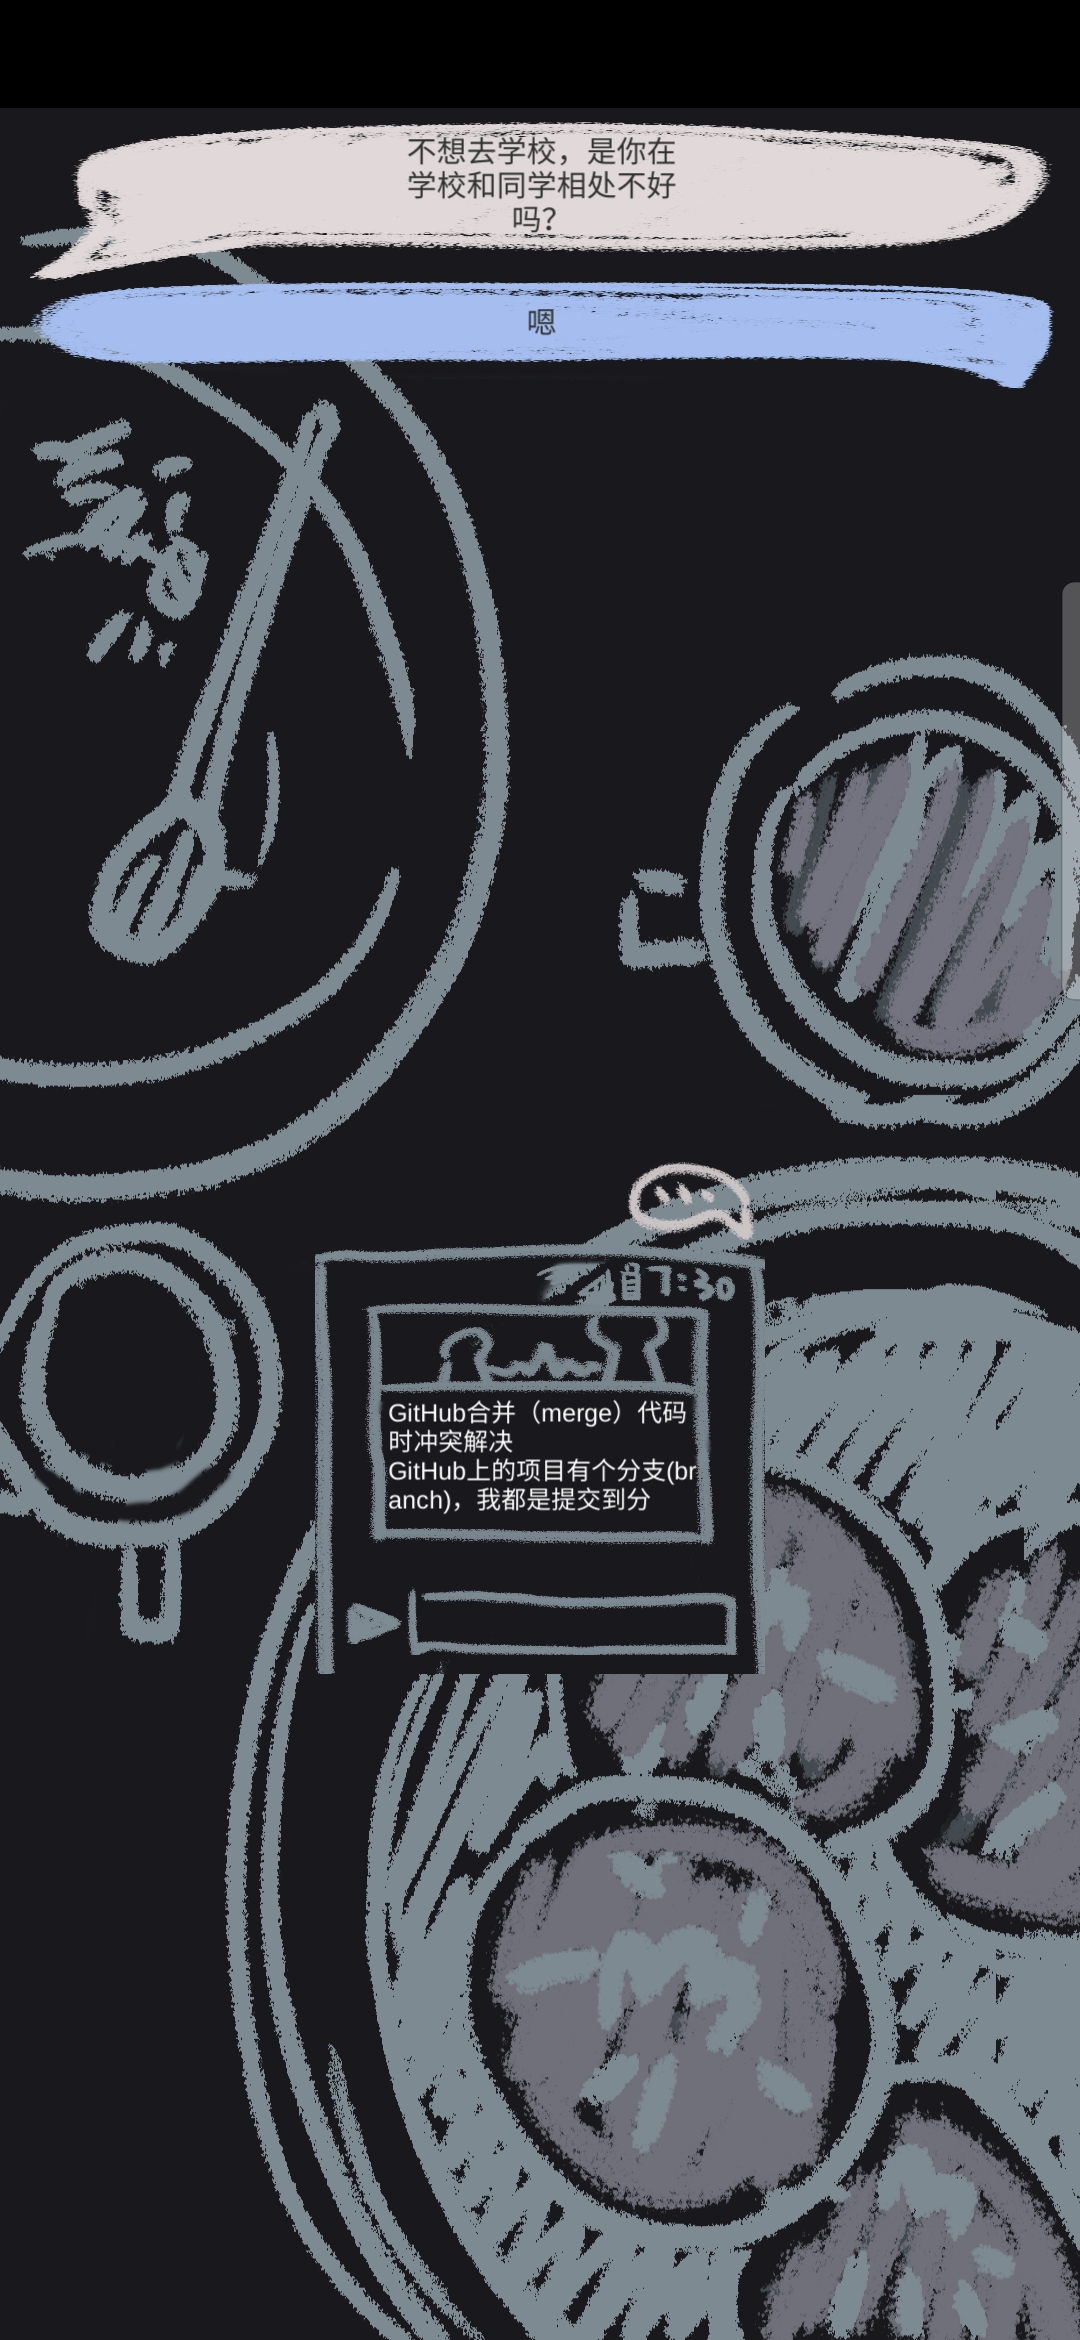 不想去学校，是你在
学校和同学相处不好
吗？
嗯
7:30
GitHub合并（merge）代码
时冲突解决
GitHub上的项目有个分支(br
anch)，我都是提交到分